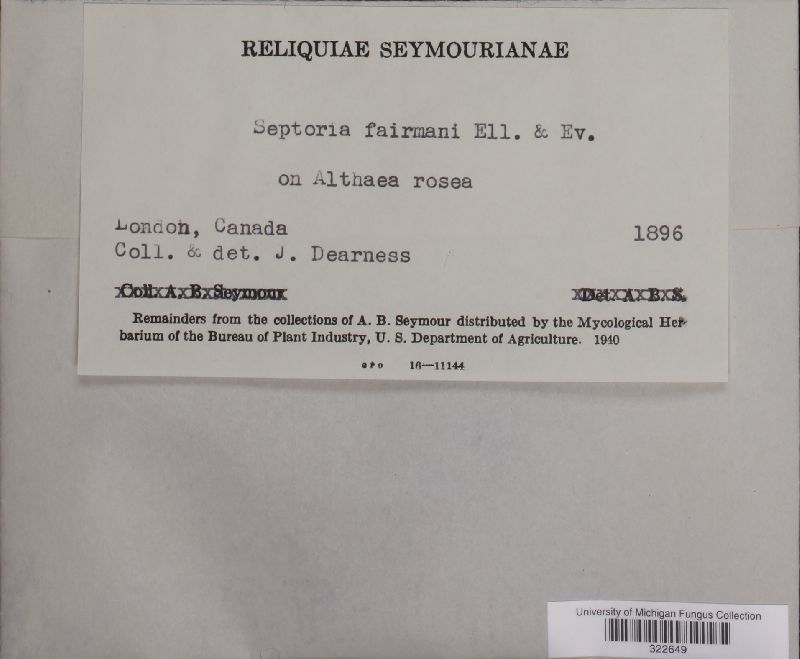 RELIQUIAE SEYMOURIANAE
Septoria fairmani Ell. & Ev.
on Althaea rosea
London, Canada 1896
Coll. & det. J. Dearness
Coll. A. B. Seymour Det. A. B. S.
Remainders from the collections of A. B. Seymour distributed by the Mycological Her-
barium of the Bureau of Plant Industry, U. S. Department of Agriculture. 1940
GPO 16—11144
University of Michigan Fungus Collection
322649